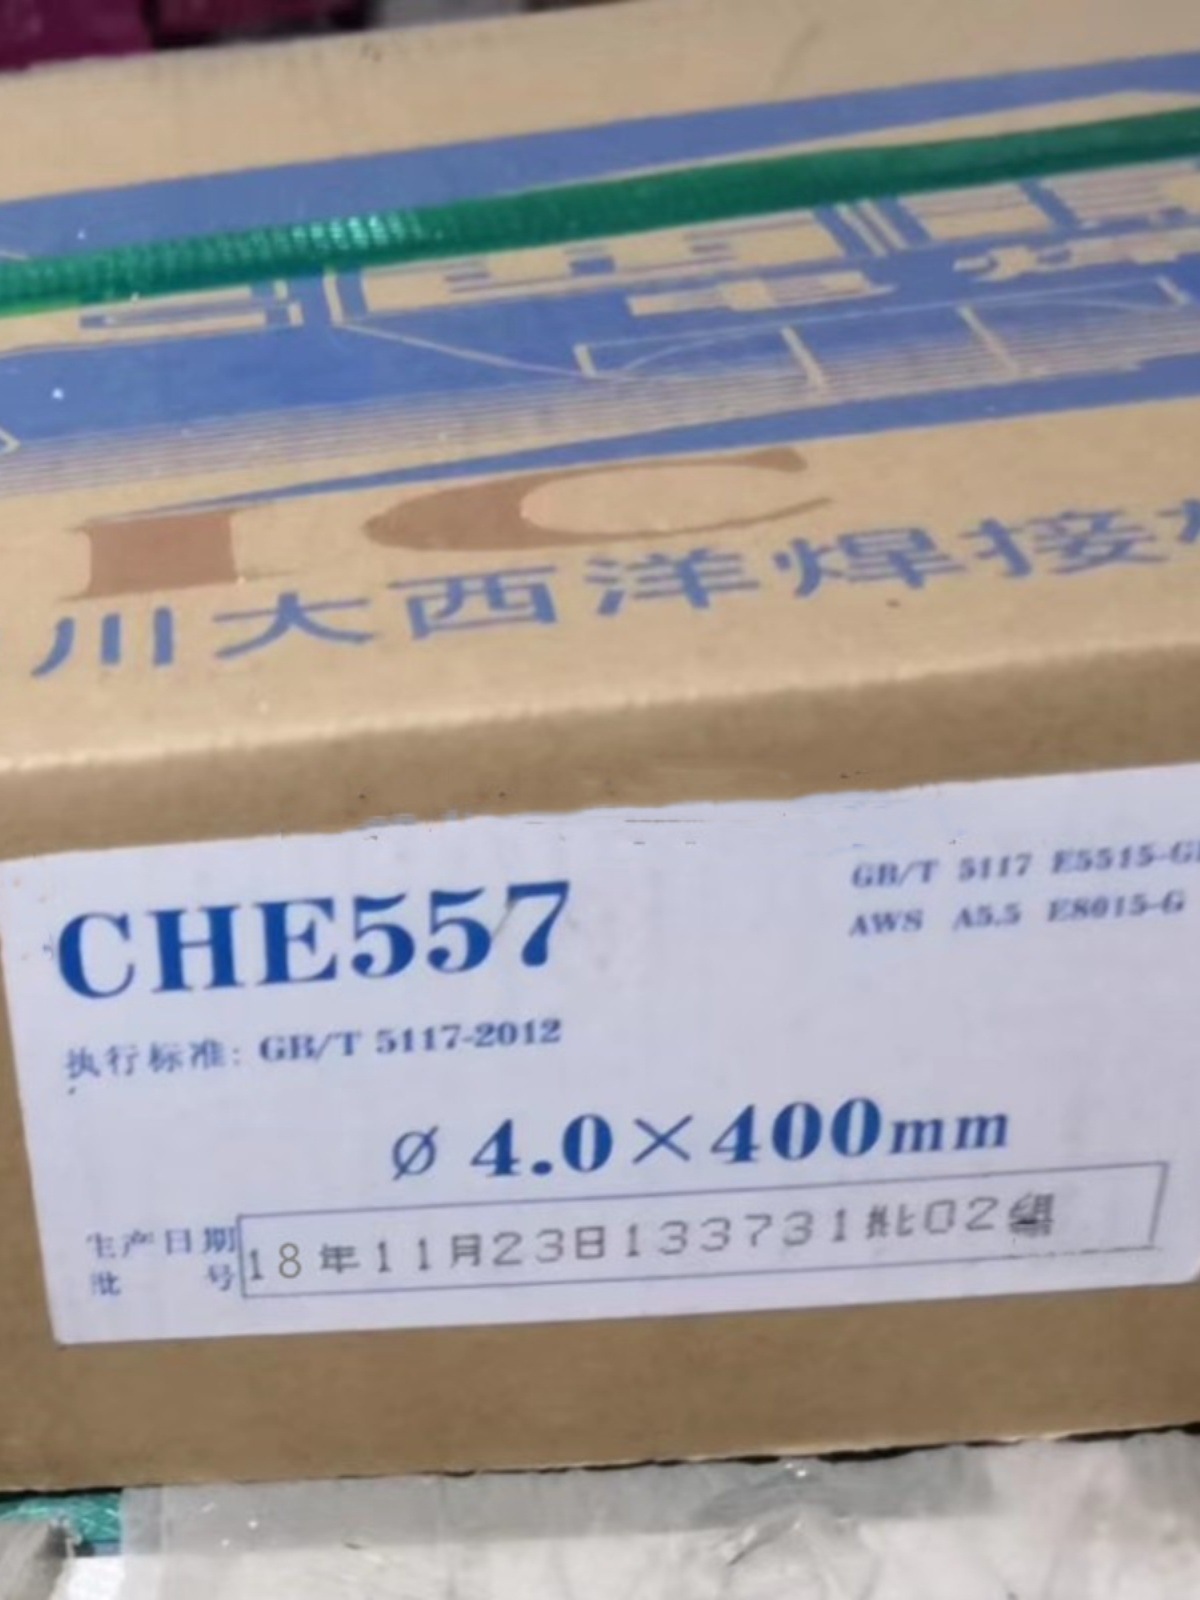 川大西洋焊接
CHE557
GB/T 5117 E5515-G
AWS A5.5 E8015-G
执行标准: GB/T 5117-2012
Ø 4.0×400mm
生产日期
批 号
18年11月23日133731批02組